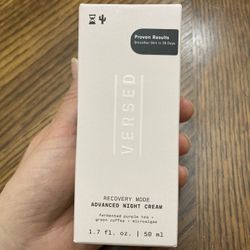 Proven Results
Smoother Skin in 28 Days
VERSED
RECOVERY MODE
ADVANCED NIGHT CREAM
fermented purple tea +
green coffee + microalgae
1.7 fl. oz. | 50 ml